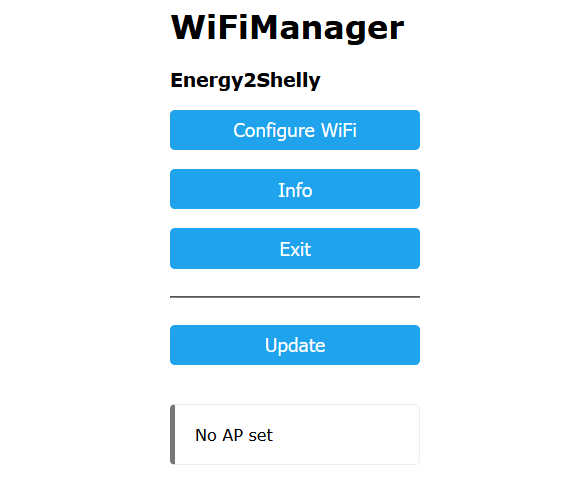 WiFiManager
Energy2Shelly
Configure WiFi
Info
Exit
Update
No AP set